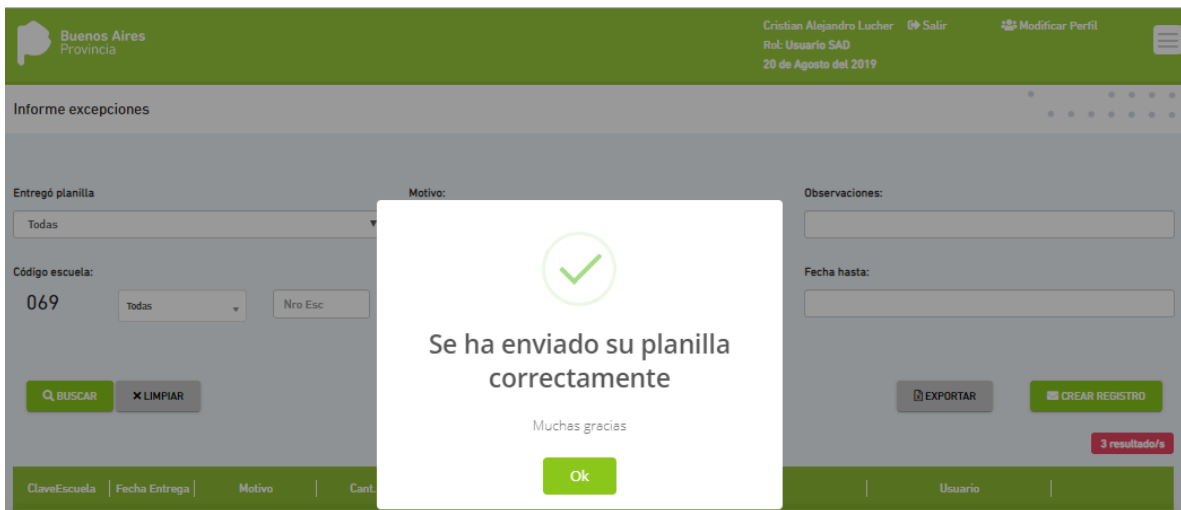 Buenos Aires
Provincia
Cristian Alejandro Lucher Salir Modificar Perfil
Rol: Usuario SAD
20 de Agosto del 2019
Informe excepciones
Entregó planilla
Motivo:
Observaciones:
Todas
Código escuela:
Fecha hasta:
069 Todas Nro Esc
Se ha enviado su planilla
correctamente
Muchas gracias
Ok
BUSCAR LIMPIAR EXPORTAR CREAR REGISTRO
3 resultado/s
ClaveEscuela Fecha Entrega Motivo Cant. Usuario